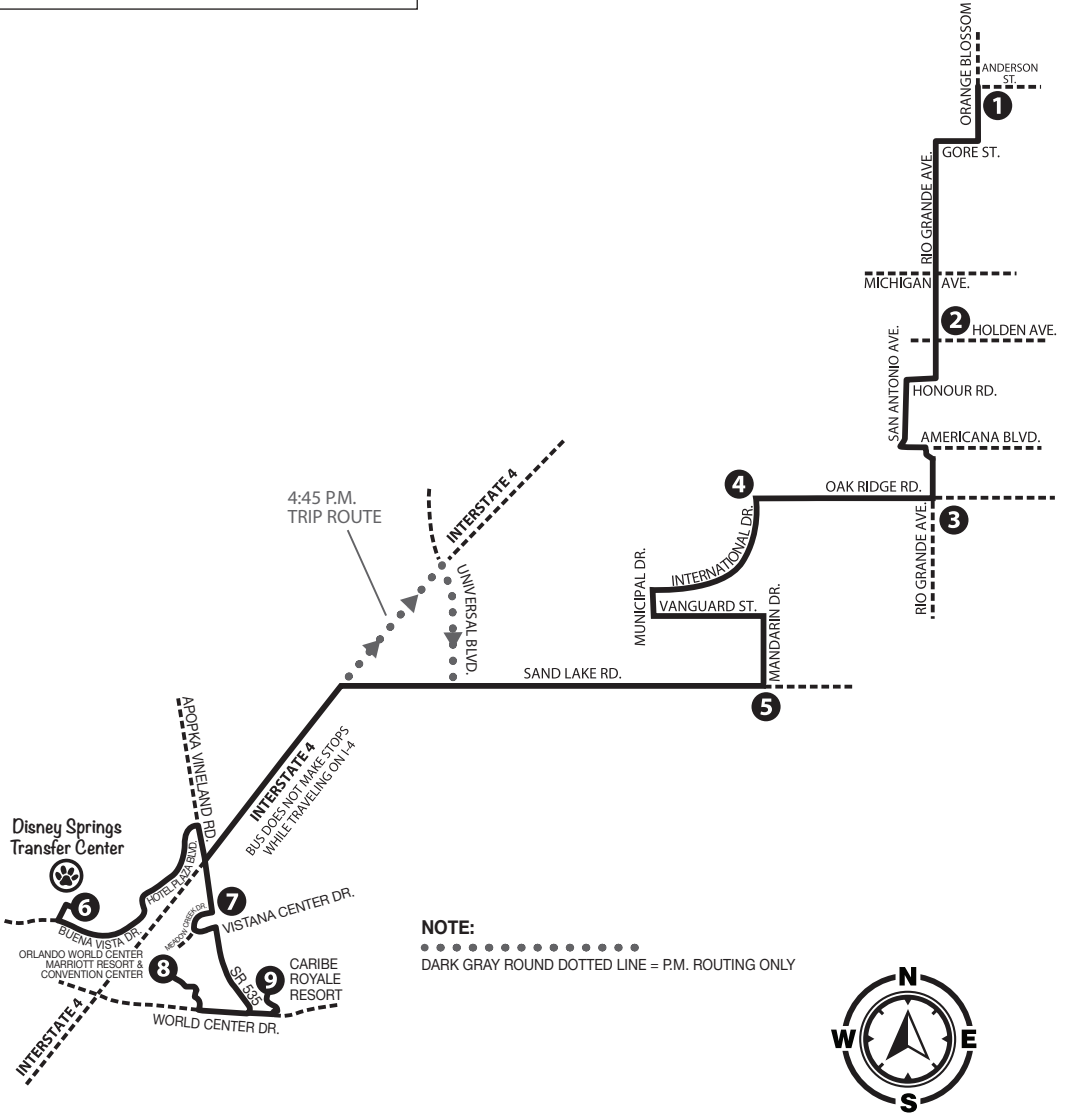 ORANGE BLOSSOM
ANDERSON
ST.
1
GORE ST.
RIO GRANDE AVE.
MICHIGAN AVE.
2
HOLDEN AVE.
SAN ANTONIO AVE.
HONOUR RD.
AMERICANA BLVD.
4
OAK RIDGE RD.
3
RIO GRANDE AVE.
4:45 P.M.
TRIP ROUTE
INTERSTATE 4
UNIVERSAL BLVD.
INTERNATIONAL DR.
MUNICIPAL DR.
VANGUARD ST.
MANDARIN DR.
SAND LAKE RD.
5
INTERSTATE 4
BUS DOES NOT MAKE STOPS
WHILE TRAVELING ON I-4
APOPKA VINELAND RD.
Disney Springs
Transfer Center
HOTEL PLAZA BLVD.
6
BUENA VISTA DR.
7
MEADOW CREEK DR.
VISTANA CENTER DR.
ORLANDO WORLD CENTER
MARRIOTT RESORT &
CONVENTION CENTER
8
SR 535
9
CARIBE
ROYALE
RESORT
WORLD CENTER DR.
INTERSTATE 4
NOTE:
DARK GRAY ROUND DOTTED LINE = P.M. ROUTING ONLY
N
W E
S